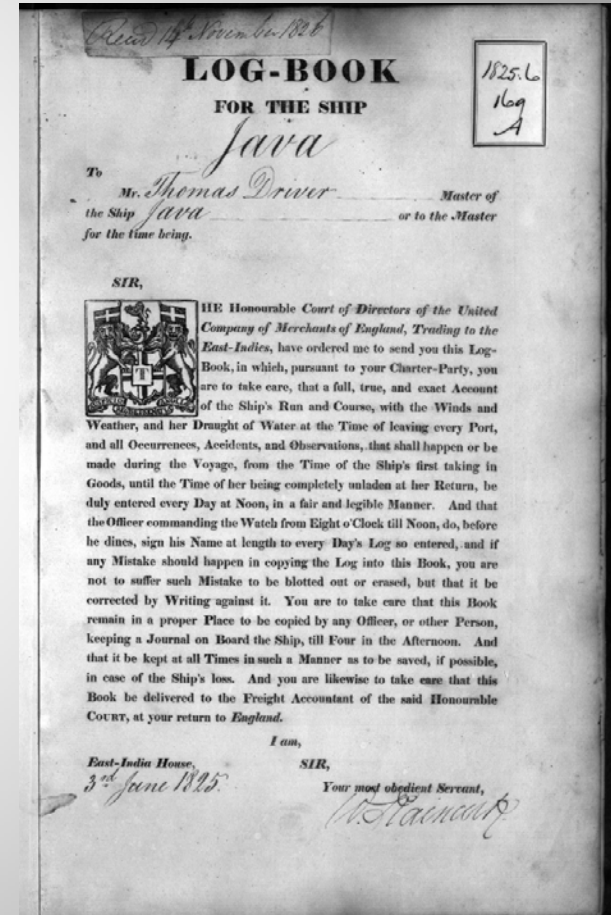 Recd 14th November 1826
LOG-BOOK
FOR THE SHIP
Java
1825.6
169
A
To
Mr. Thomas Driver Master of
the Ship Java or to the Master
for the time being.
SIR,
THE Honourable Court of Directors of the United
Company of Merchants of England, Trading to the
East-Indies, have ordered me to send you this Log-
Book, in which, pursuant to your Charter-Party, you
are to take care, that a full, true, and exact Account
of the Ship's Run and Course, with the Winds and
Weather, and her Draught of Water at the Time of leaving every Port,
and all Occurrences, Accidents, and Observations, that shall happen or be
made during the Voyage, from the Time of the Ship's first taking in
Goods, until the Time of her being completely unladen at her Return, be
duly entered every Day at Noon, in a fair and legible Manner. And that
the Officer commanding the Watch from Eight o'Clock till Noon, do, before
he dines, sign his Name at length to every Day's Log so entered, and if
any Mistake should happen in copying the Log into this Book, you are
not to suffer such Mistake to be blotted out or erased, but that it be
corrected by Writing against it. You are to take care that this Book
remain in a proper Place to be copied by any Officer, or other Person,
keeping a Journal on Board the Ship, till Four in the Afternoon. And
that it be kept at all Times in such a Manner as to be saved, if possible,
in case of the Ship's loss. And you are likewise to take care that this
Book be delivered to the Freight Accountant of the said Honourable
COURT, at your return to England.
I am,
East-India House, SIR,
3rd June 1825. Your most obedient Servant,